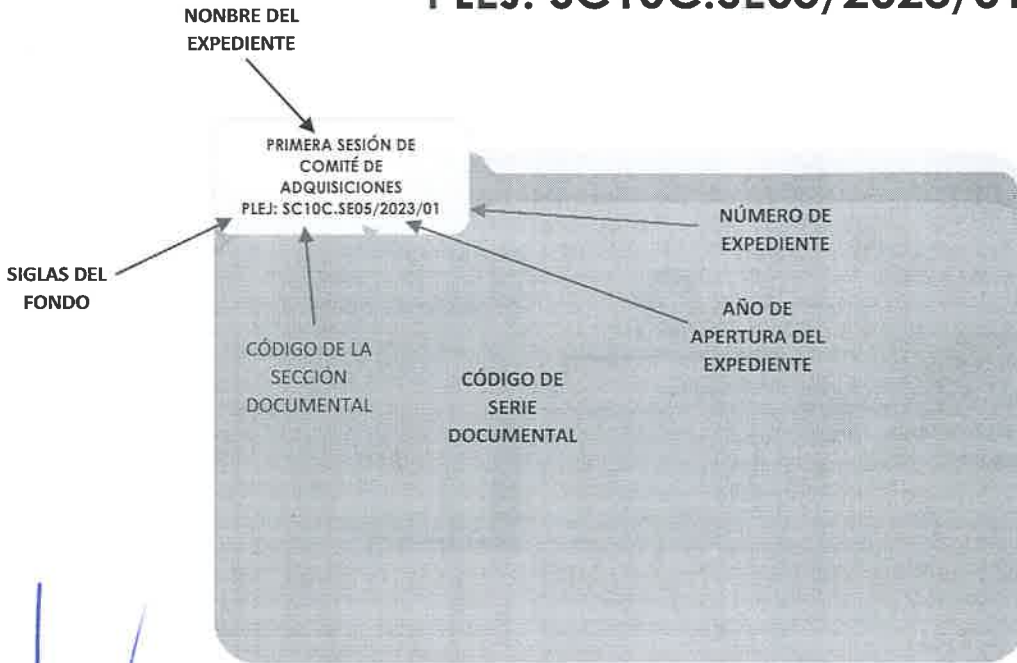 NONBRE DEL
EXPEDIENTE
PRIMERA SESIÓN DE
COMITÉ DE
ADQUISICIONES
PLEJ: SC10C.SE05/2023/01
NÚMERO DE
EXPEDIENTE
SIGLAS DEL
FONDO
AÑO DE
APERTURA DEL
EXPEDIENTE
CÓDIGO DE LA
SECCIÓN
DOCUMENTAL
CÓDIGO DE
SERIE
DOCUMENTAL